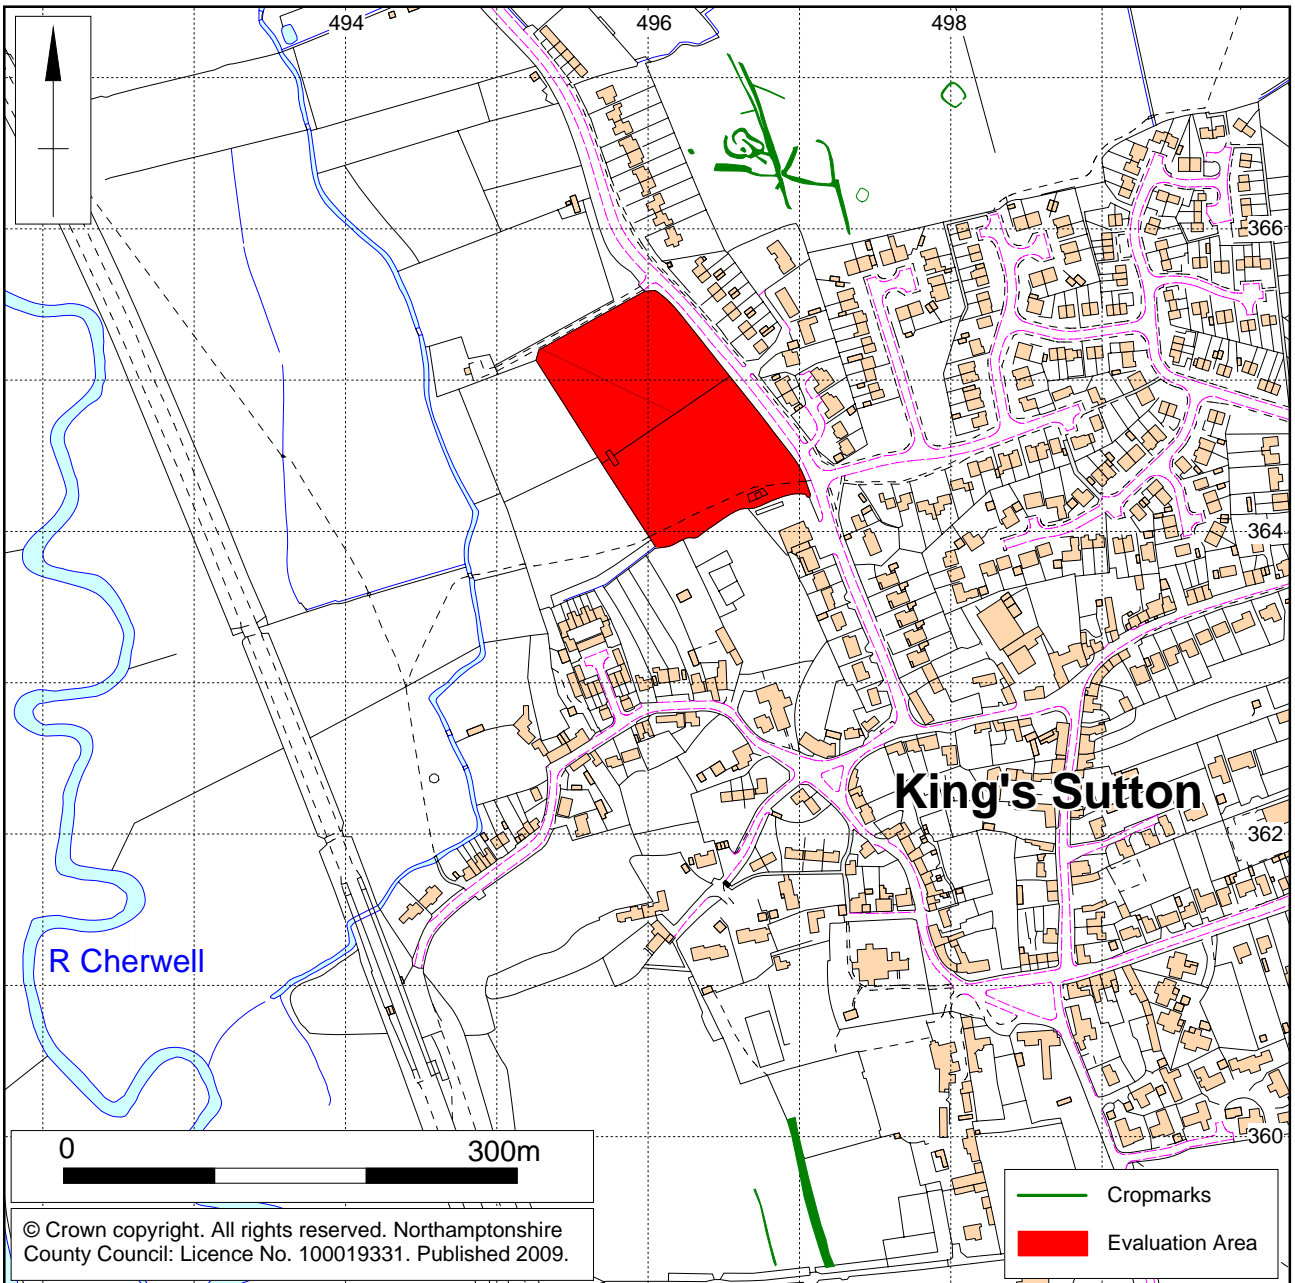 494
496
498
366
364
King's Sutton
362
R Cherwell
360
0
300m
© Crown copyright. All rights reserved. Northamptonshire
County Council: Licence No. 100019331. Published 2009.
Cropmarks
Evaluation Area